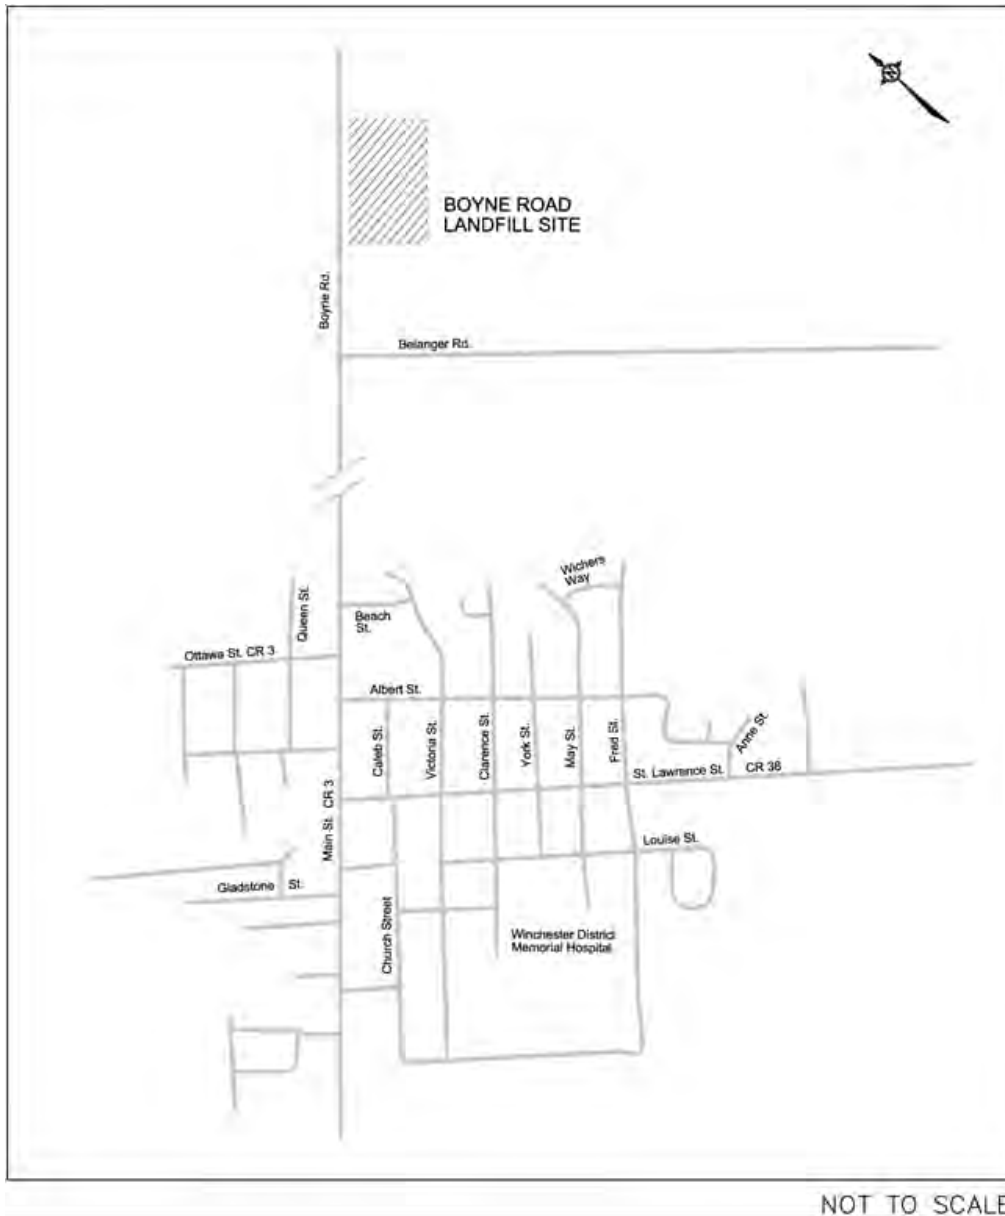 BOYNE ROAD
LANDFILL SITE
Boyne Rd.
Belanger Rd.
Wichers
Way
Queen St.
Beach
St.
Ottawa St. CR 3
Albert St.
Caleb St.
Victoria St.
Clarence St.
York St.
May St.
Fred St.
Anne St.
St. Lawrence St.
CR 38
Main St. CR 3
Louise St.
Gladstone St.
Church Street
Winchester District
Memorial Hospital
NOT TO SCALE